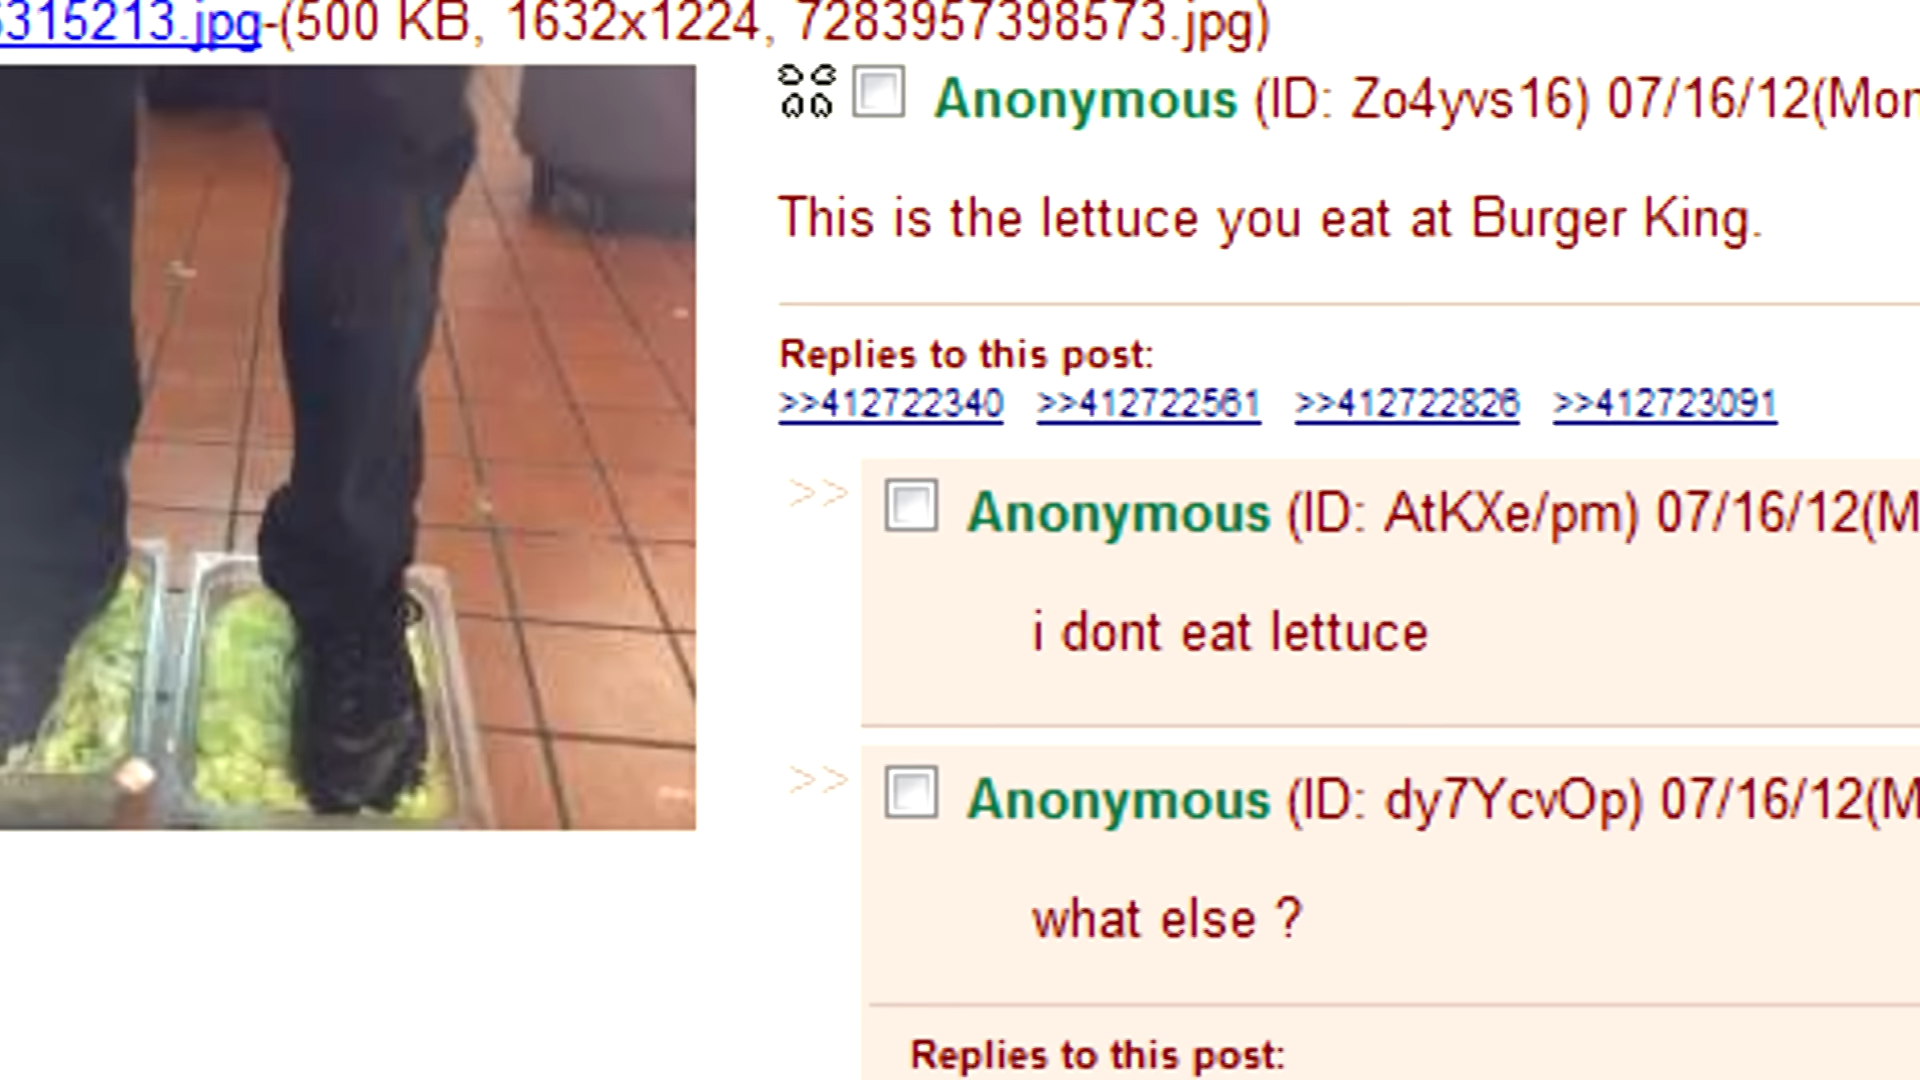 5315213.jpg-(500 KB, 1632x1224, 7283957398573.jpg)
Anonymous (ID: Zo4yvs16) 07/16/12(Mon
This is the lettuce you eat at Burger King.
Replies to this post:
>>412722340 >>412722561 >>412722826 >>412723091
>> Anonymous (ID: AtKXe/pm) 07/16/12(M
i dont eat lettuce
>> Anonymous (ID: dy7YcvOp) 07/16/12(M
what else ?
Replies to this post: